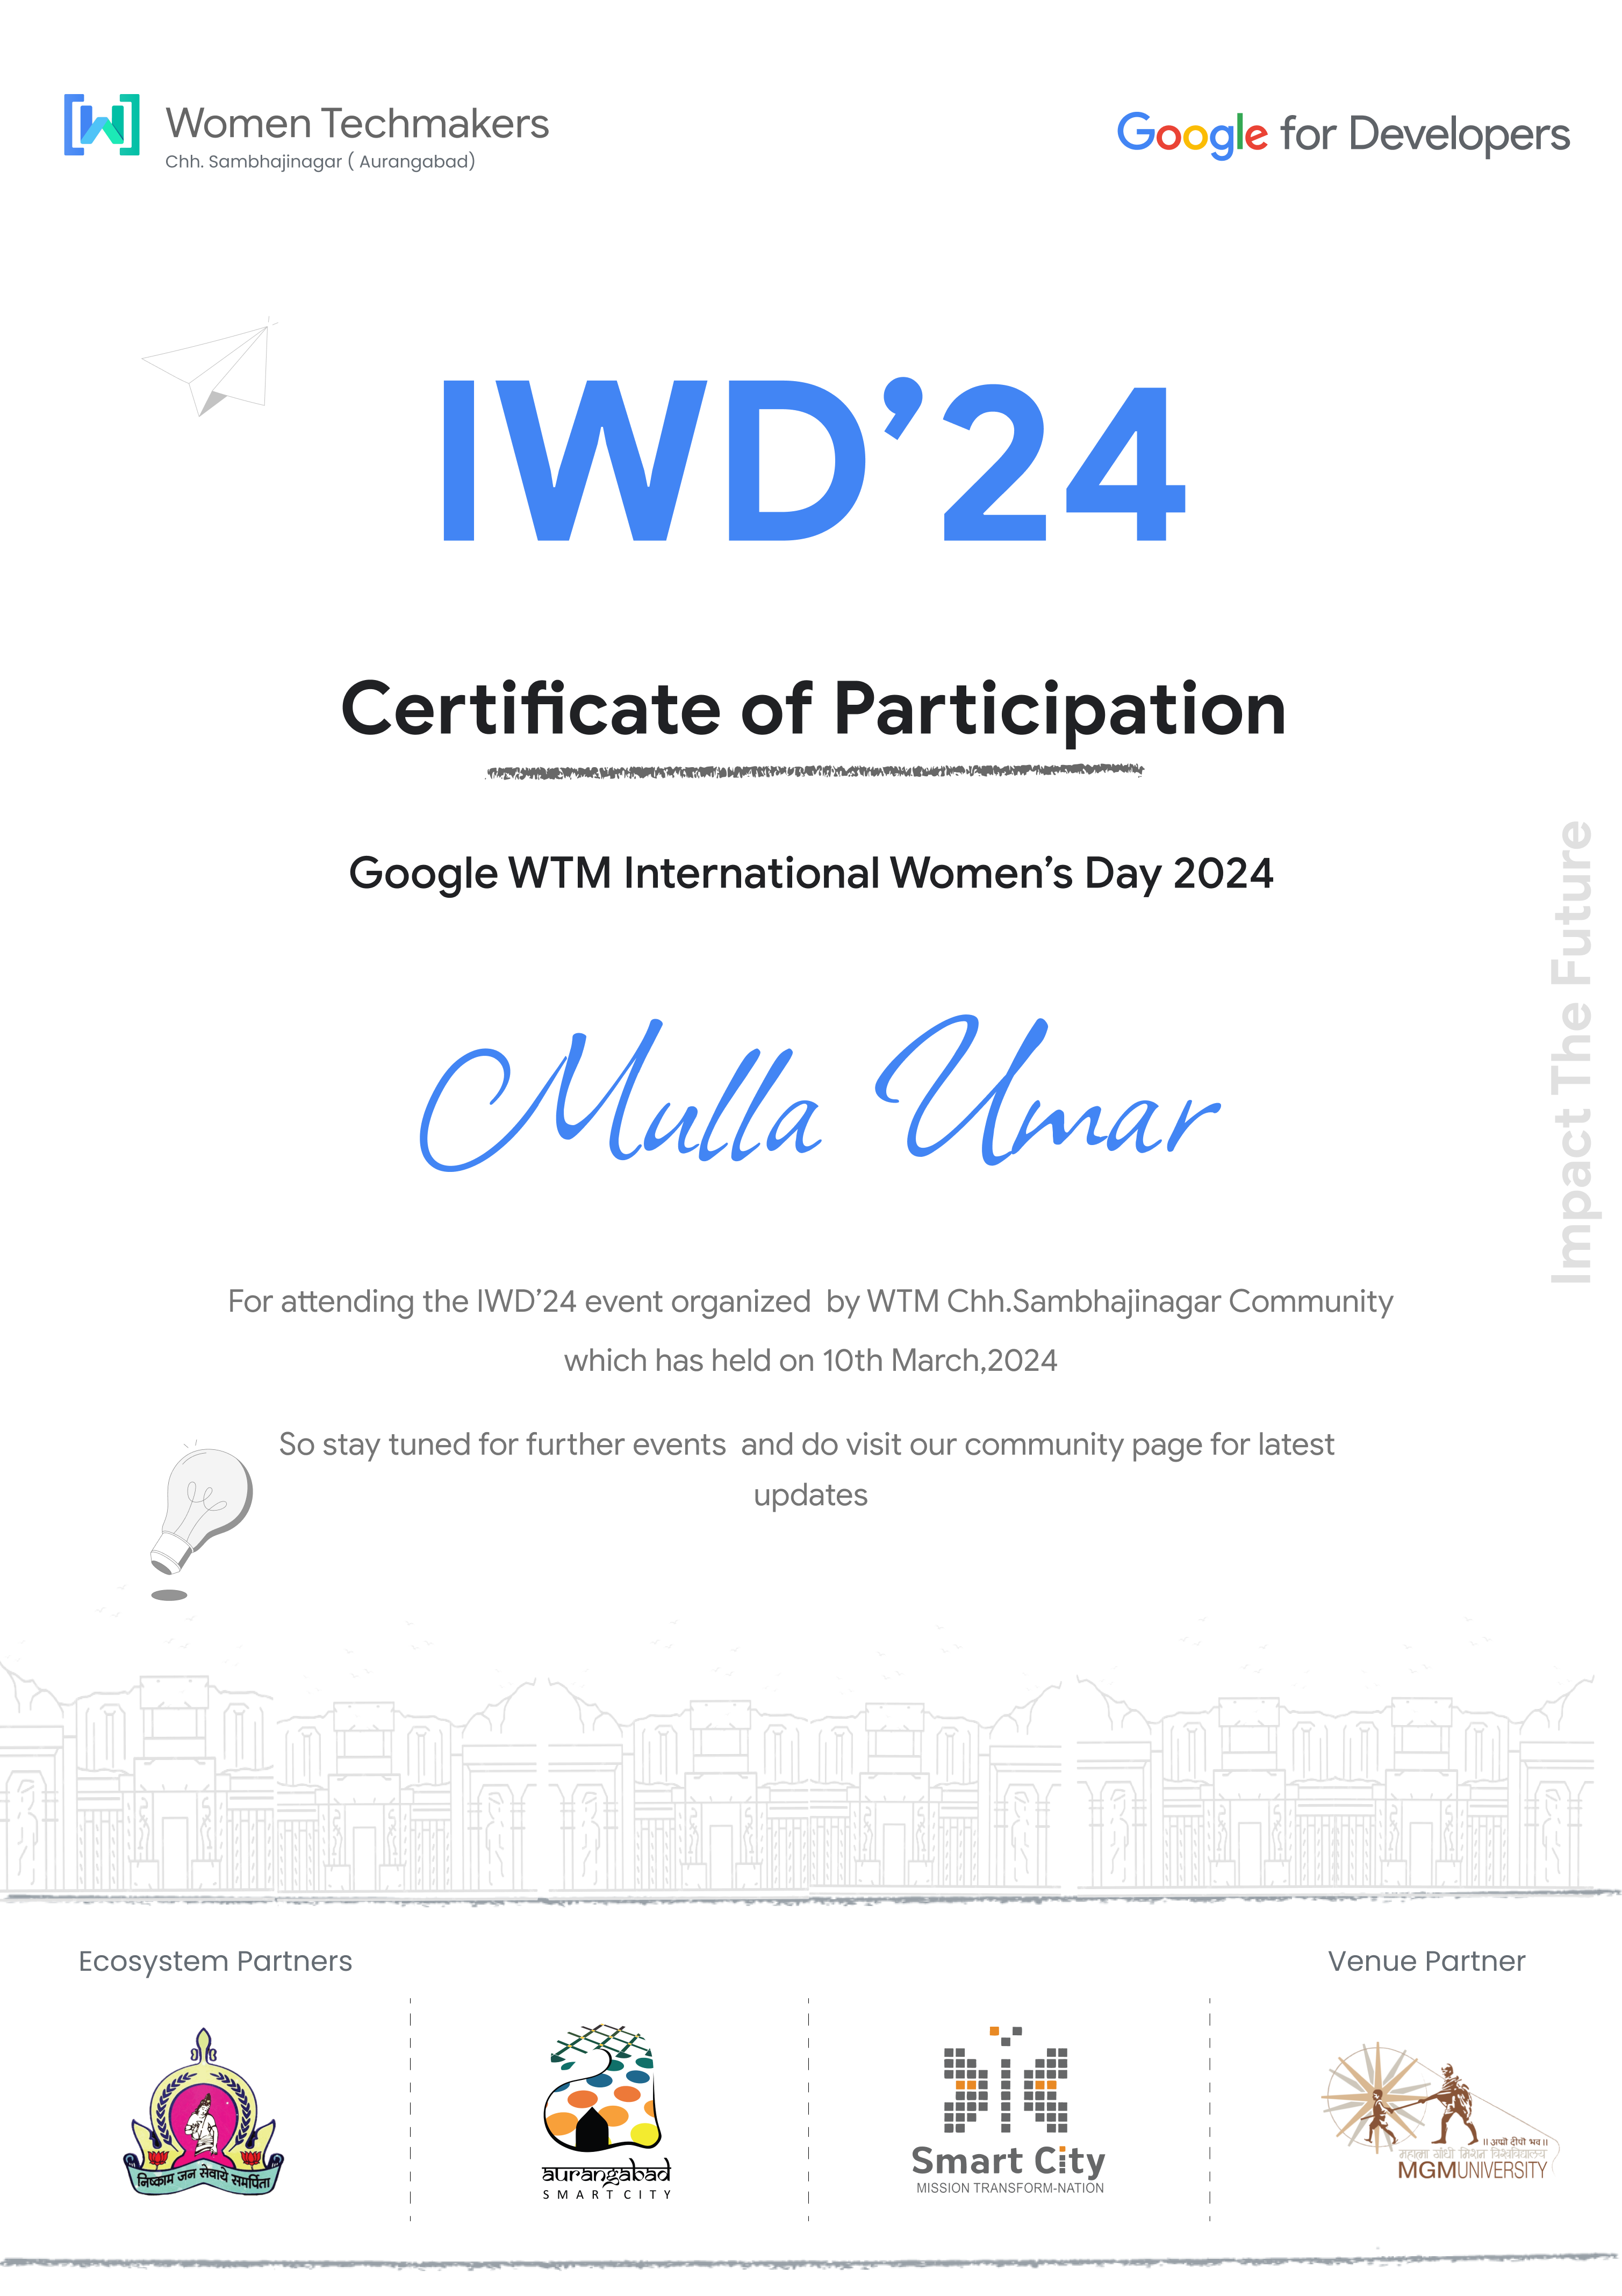 Women Techmakers
Chh. Sambhajinagar ( Aurangabad)
Google for Developers
IWD’24
Certificate of Participation
Google WTM International Women’s Day 2024
Mulla Umar
Impact The Future
For attending the IWD’24 event organized  by WTM Chh.Sambhajinagar Community
which has held on 10th March,2024
So stay tuned for further events  and do visit our community page for latest
updates
Ecosystem Partners
Venue Partner
निष्काम जन सेवाये समर्पिता
aurangabad
SMART CITY
Smart City
MISSION TRANSFORM-NATION
।। अप्पो दीपो भव।।
महात्मा गांधी मिशन विश्वविद्यालय
MGMUNIVERSITY